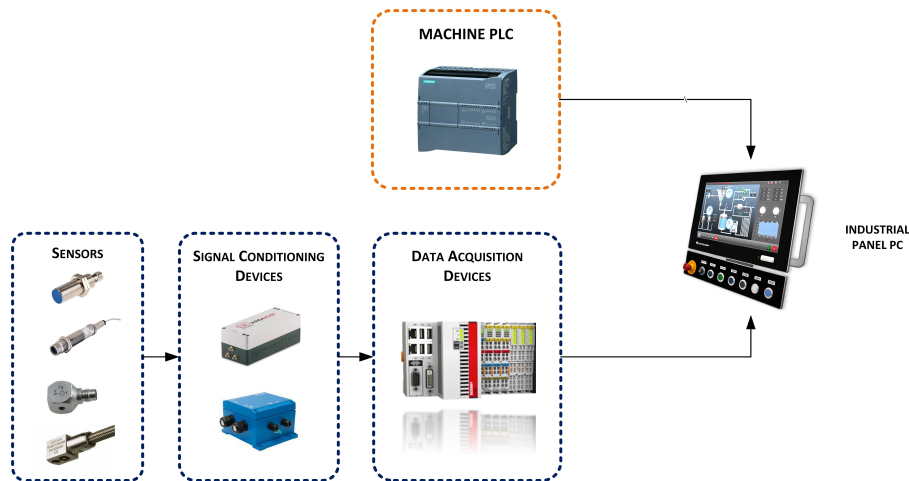 MACHINE PLC
SENSORS
SIGNAL CONDITIONING
DEVICES
DATA ACQUISITION
DEVICES
INDUSTRIAL
PANEL PC